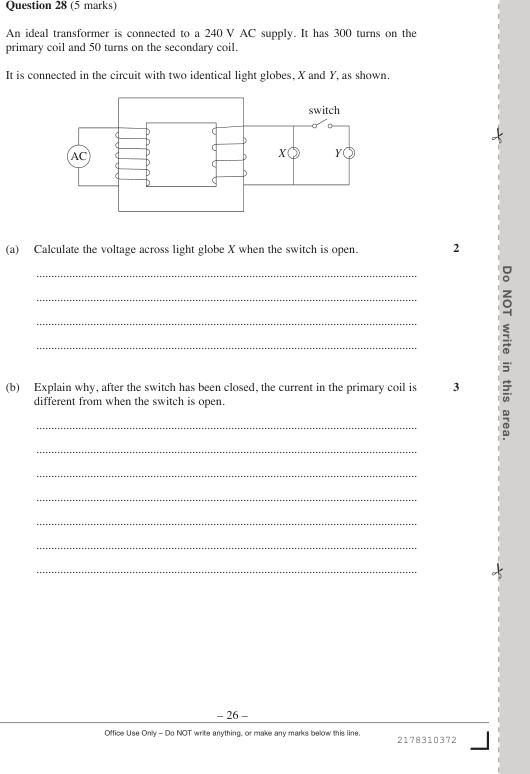 Question 28 (5 marks)
An ideal transformer is connected to a 240 V AC supply. It has 300 turns on the
primary coil and 50 turns on the secondary coil.
It is connected in the circuit with two identical light globes, X and Y, as shown.
switch
AC
X
Y
(a) Calculate the voltage across light globe X when the switch is open. 2
(b) Explain why, after the switch has been closed, the current in the primary coil is 3
different from when the switch is open.
Do NOT write in this area.
– 26 –
Office Use Only – Do NOT write anything, or make any marks below this line.
2178310372